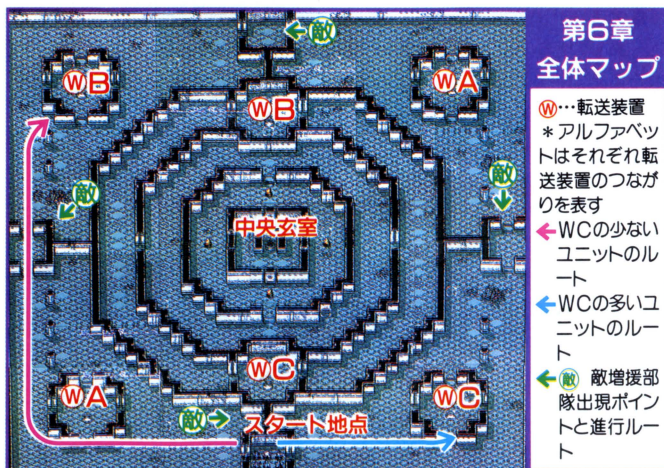 第6章
全体マップ
Ⓦ…転送装置
*アルファベッ
トはそれぞれ転
送装置のつなが
りを表す
←WCの少ない
ユニットのル
ート
←WCの多いユ
ニットのルー
ト
←敵 敵増援部
隊出現ポイン
トと進行ルー
ト
←敵
ⓌB
ⓌB
ⓌA
敵
敵
中央玄室
ⓌC
ⓌA
ⓌC
敵→
スタート地点